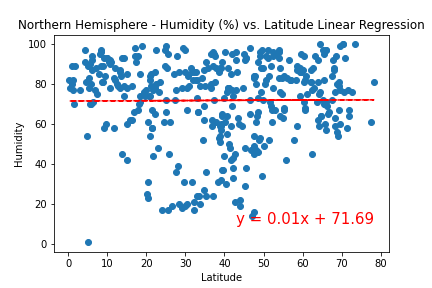 Northern Hemisphere - Humidity (%) vs. Latitude Linear Regression
100
80
60
40
20
0
Humidity
y = 0.01x + 71.69
0 10 20 30 40 50 60 70 80
Latitude